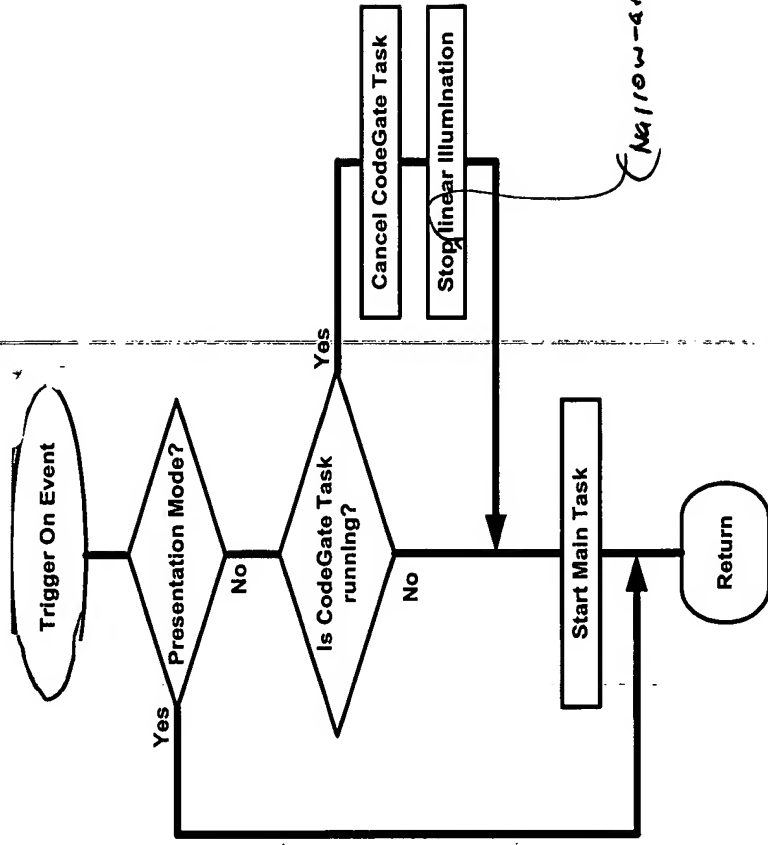 Trigger On Event
Presentation Mode?
Yes
No
Is CodeGate Task
running?
Yes
No
Cancel CodeGate Task
Stop linear Illumination
Start Main Task
Return